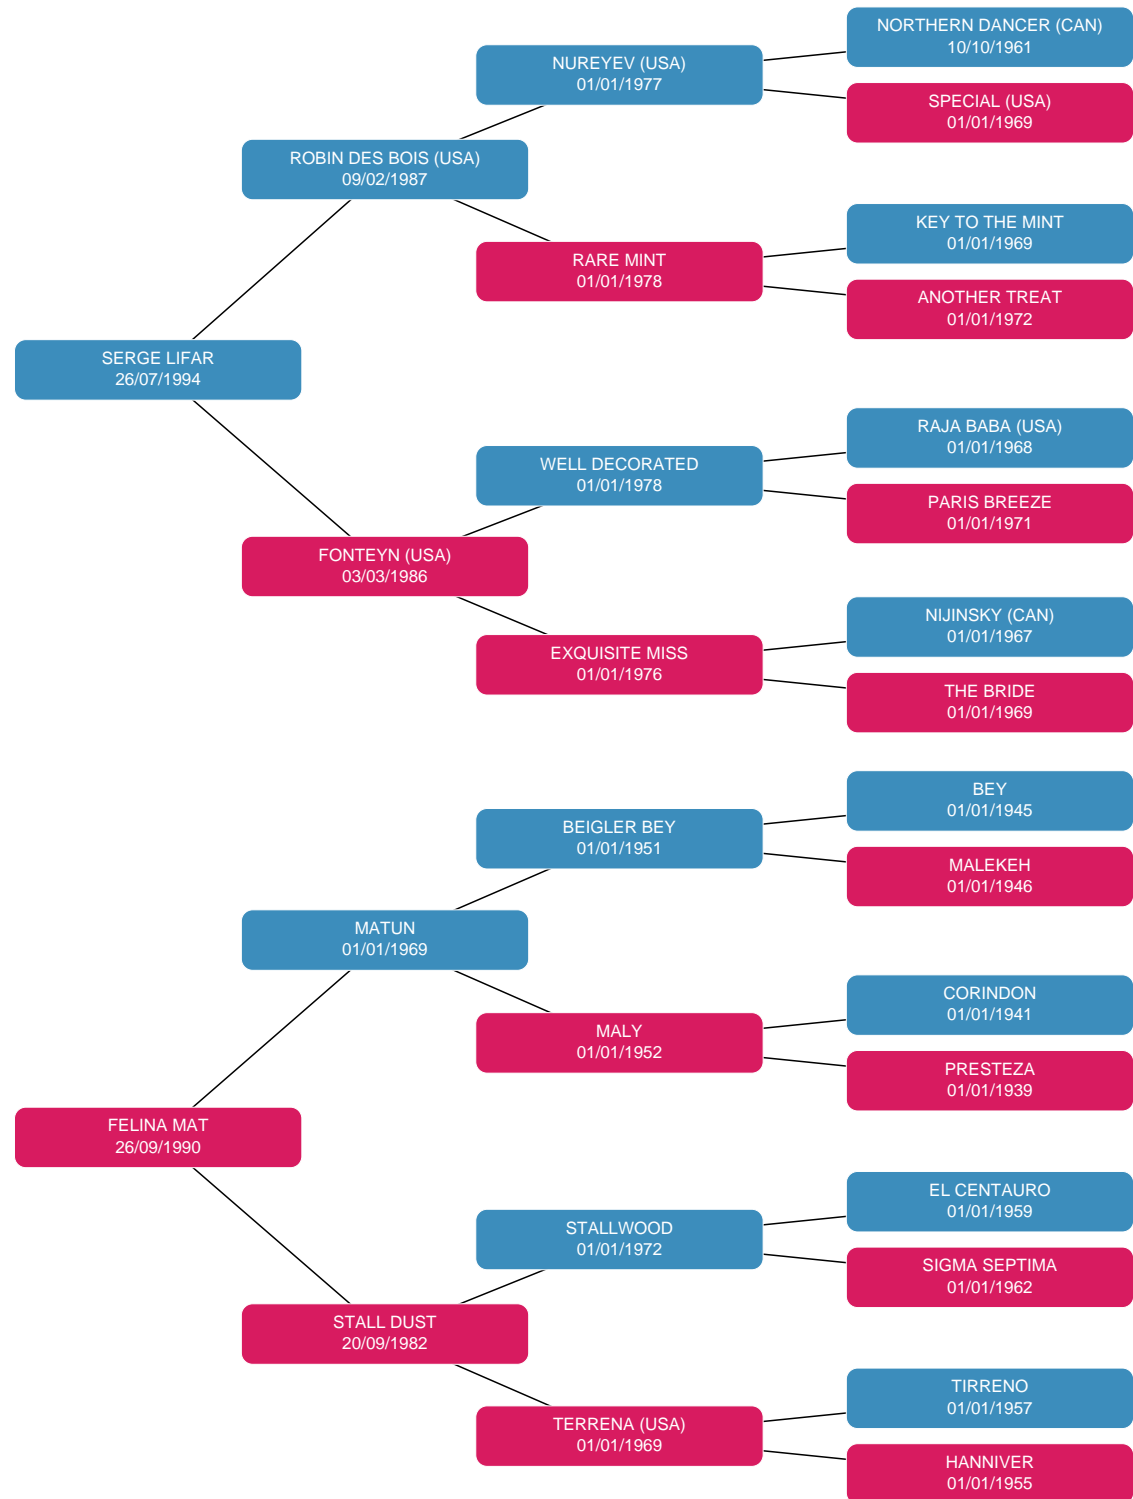 NORTHERN DANCER (CAN)
10/10/1961
NUREYEV (USA)
01/01/1977
SPECIAL (USA)
01/01/1969
ROBIN DES BOIS (USA)
09/02/1987
KEY TO THE MINT
01/01/1969
RARE MINT
01/01/1978
ANOTHER TREAT
01/01/1972
SERGE LIFAR
26/07/1994
RAJA BABA (USA)
01/01/1968
WELL DECORATED
01/01/1978
PARIS BREEZE
01/01/1971
FONTEYN (USA)
03/03/1986
NIJINSKY (CAN)
01/01/1967
EXQUISITE MISS
01/01/1976
THE BRIDE
01/01/1969
BEY
01/01/1945
BEIGLER BEY
01/01/1951
MALEKEH
01/01/1946
MATUN
01/01/1969
CORINDON
01/01/1941
MALY
01/01/1952
PRESTEZA
01/01/1939
FELINA MAT
26/09/1990
EL CENTAURO
01/01/1959
STALLWOOD
01/01/1972
SIGMA SEPTIMA
01/01/1962
STALL DUST
20/09/1982
TIRRENO
01/01/1957
TERRENA (USA)
01/01/1969
HANNIVER
01/01/1955